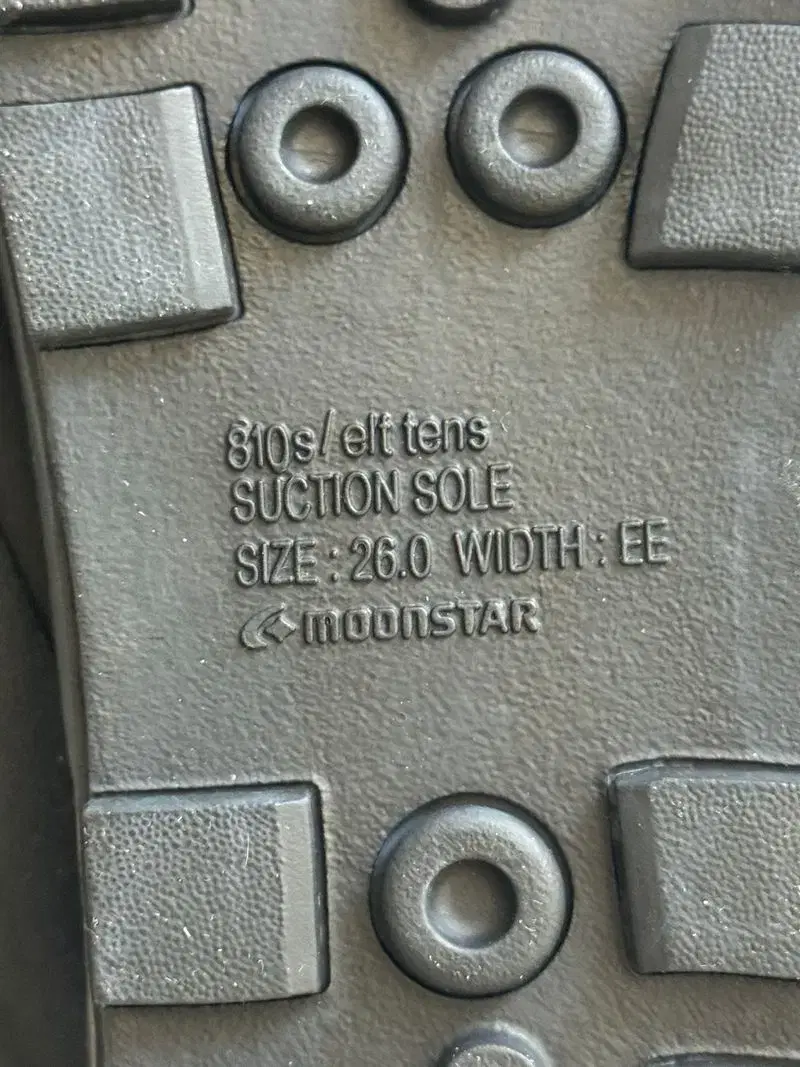 810s/ elt tens
SUCTION SOLE
SIZE : 26.0 WIDTH : EE
MOONSTAR